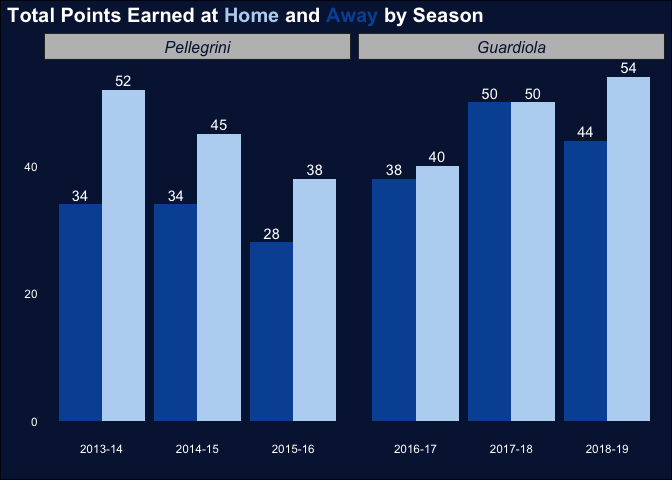 Total Points Earned at Home and Away by Season
Pellegrini Guardiola
52 54
50 50
45 44
40
38 38 40
34 34
28
20
0
2013-14 2014-15 2015-16 2016-17 2017-18 2018-19